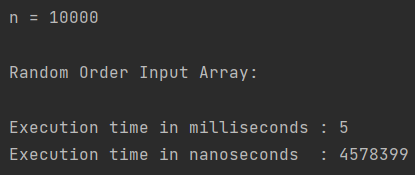 n = 10000
Random Order Input Array:
Execution time in milliseconds : 5
Execution time in nanoseconds  : 4578399